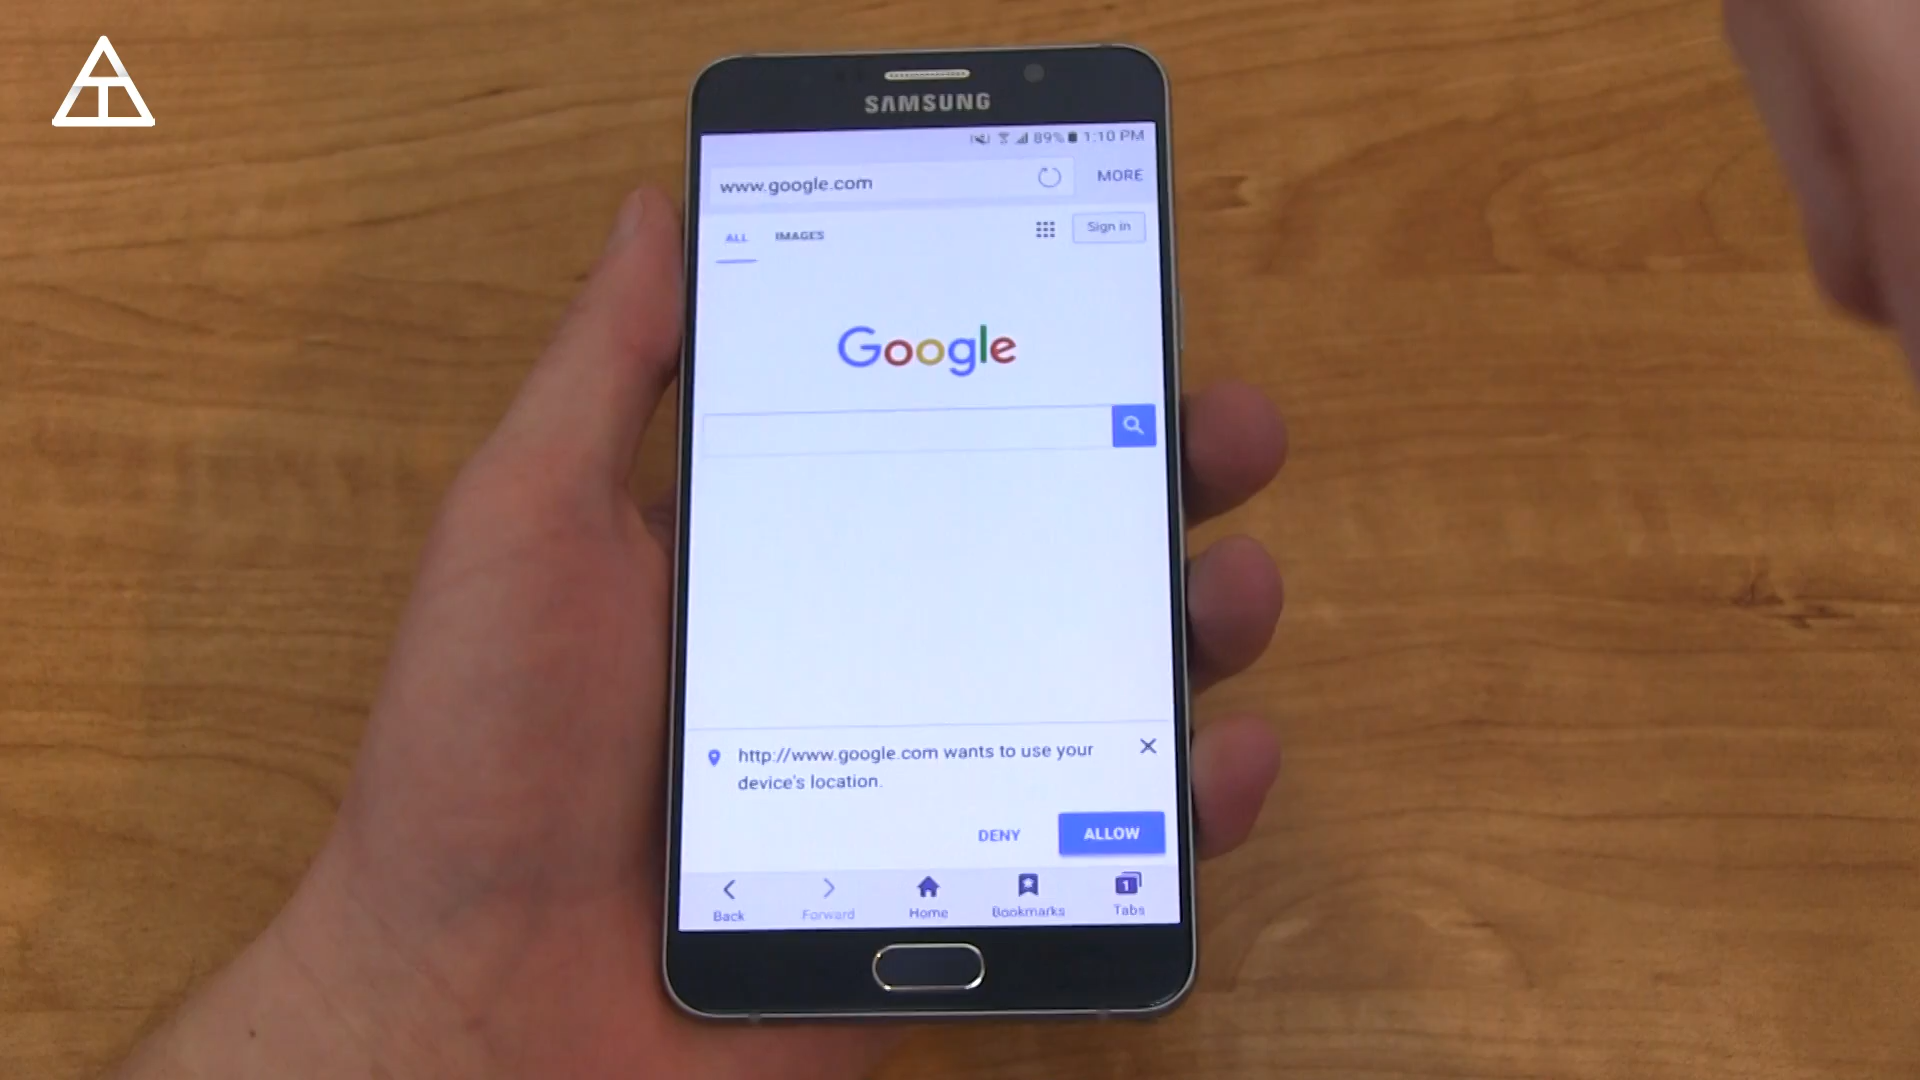 SAMSUNG
89% 1:10 PM
www.google.com MORE
ALL IMAGES Sign in
Google
http://www.google.com wants to use your
device's location.
DENY ALLOW
1
Back Forward Home Bookmarks Tabs